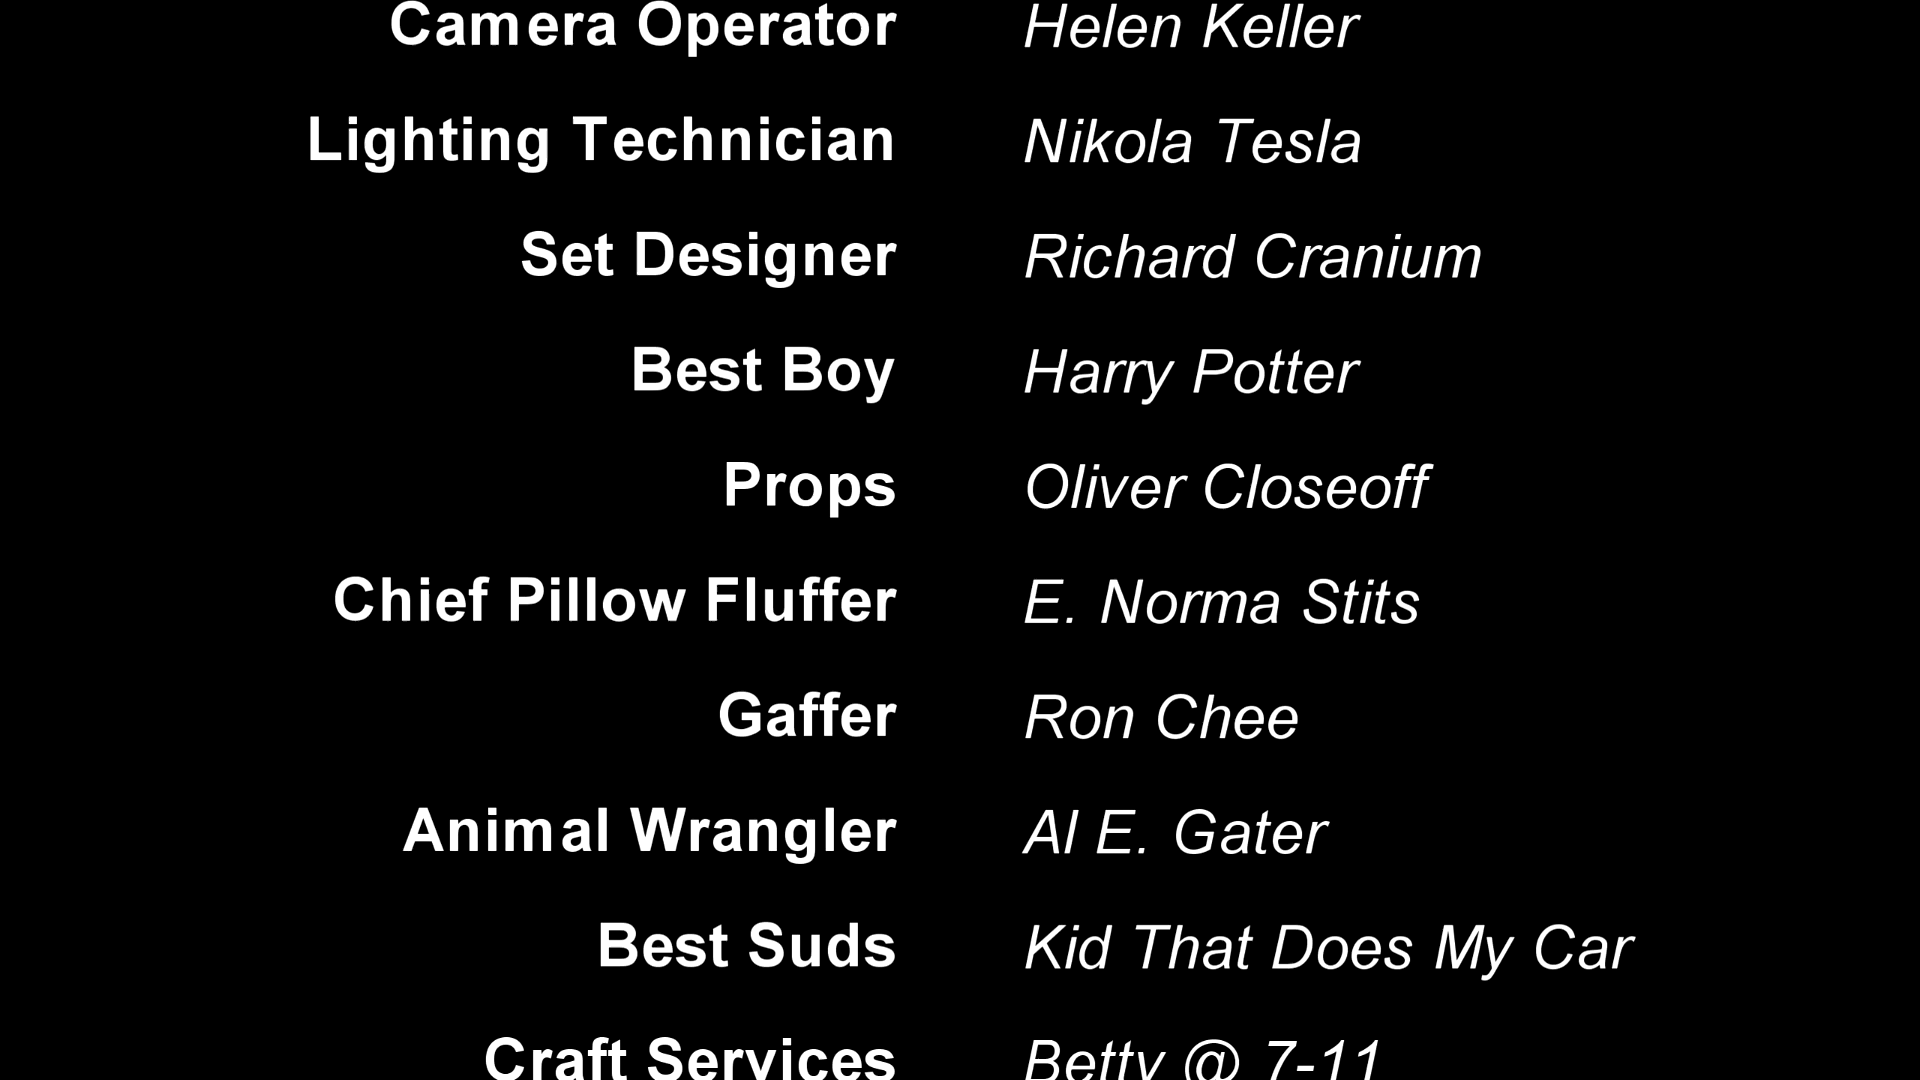 Camera Operator Helen Keller
Lighting Technician Nikola Tesla
Set Designer Richard Cranium
Best Boy Harry Potter
Props Oliver Closeoff
Chief Pillow Fluffer E. Norma Stits
Gaffer Ron Chee
Animal Wrangler Al E. Gater
Best Suds Kid That Does My Car
Craft Services Betty @ 7-11